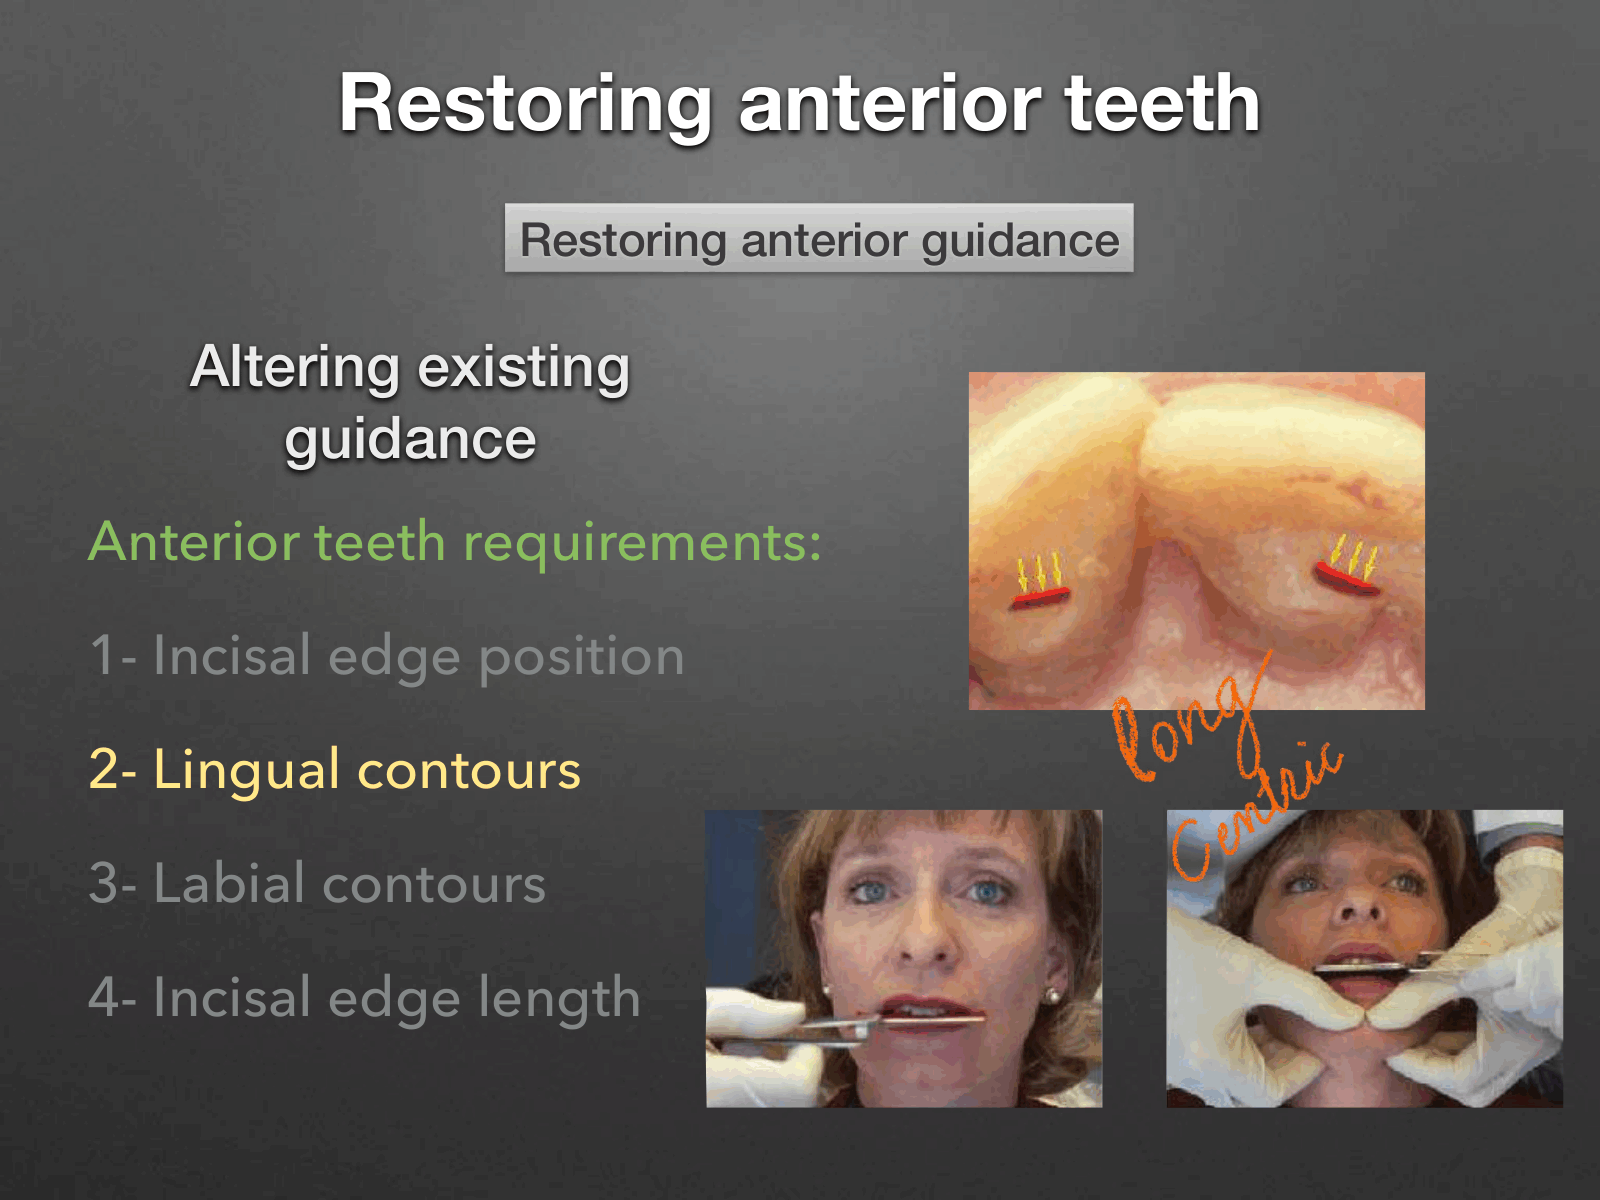 Restoring anterior teeth
Restoring anterior guidance
Altering existing
guidance
Anterior teeth requirements:
1- Incisal edge position
2- Lingual contours
3- Labial contours
4- Incisal edge length
long
Centric